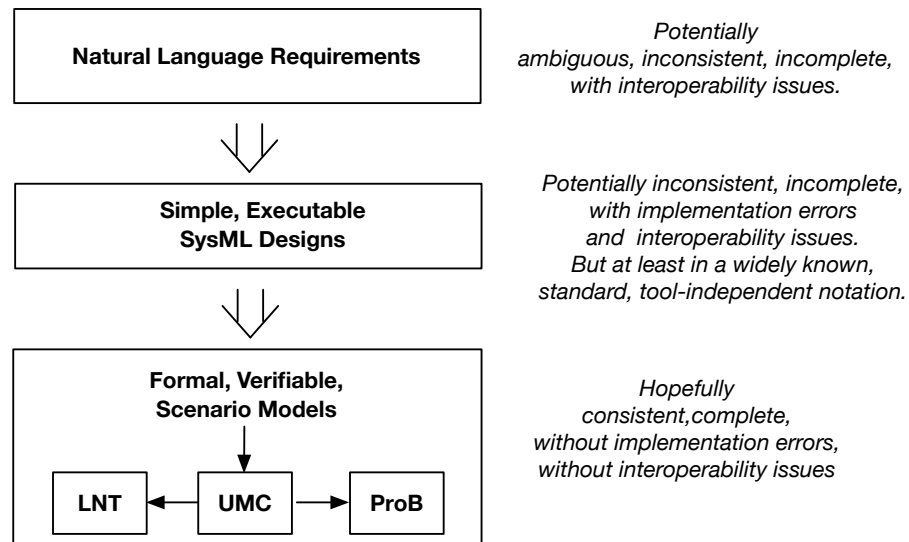 Natural Language Requirements
Potentially
ambiguous, inconsistent, incomplete,
with interoperability issues.
Simple, Executable
SysML Designs
Potentially inconsistent, incomplete,
with implementation errors
and interoperability issues.
But at least in a widely known,
standard, tool-independent notation.
Formal, Verifiable,
Scenario Models
Hopefully
consistent,complete,
without implementation errors,
without interoperability issues
LNT
UMC
ProB